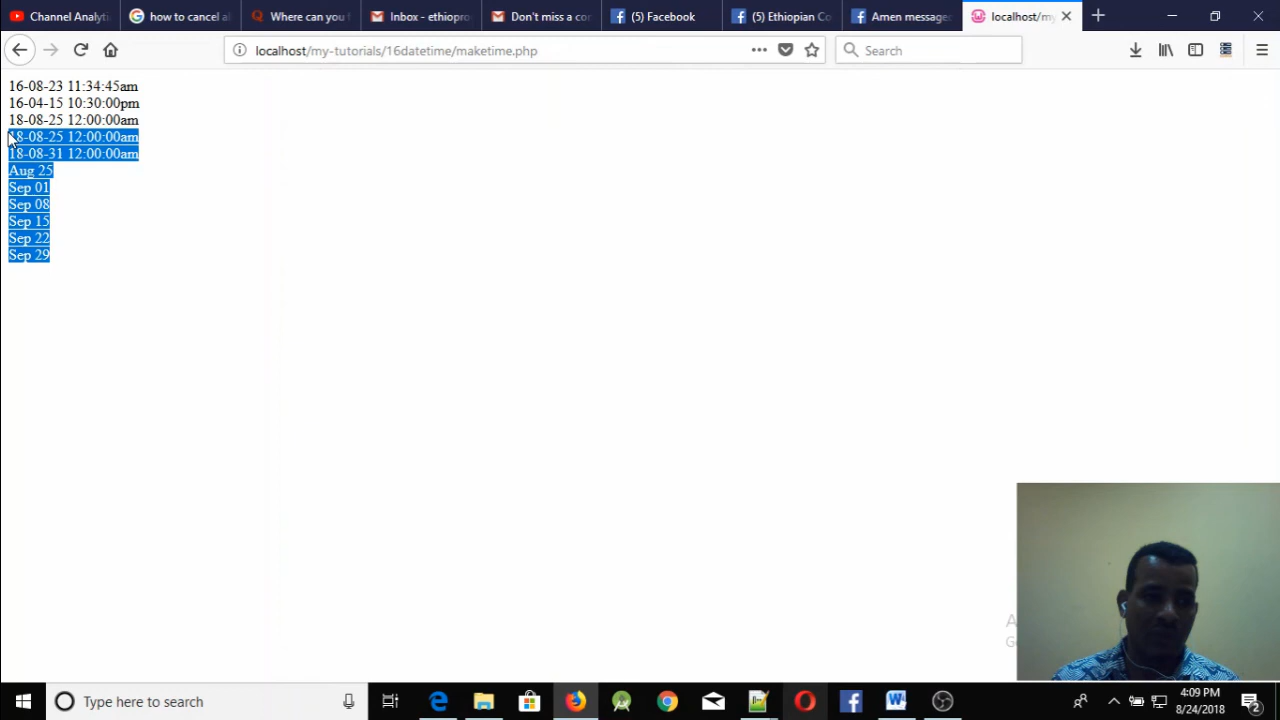 Channel Analyti
how to cancel al
Where can you f
Inbox - ethiopro
Don't miss a cor
(5) Facebook
(5) Ethiopian Co
Amen message
localhost/my-
localhost/my-tutorials/16datetime/maketime.php
Search
16-08-23 11:34:45am
16-04-15 10:30:00pm
18-08-25 12:00:00am
18-08-25 12:00:00am
18-08-31 12:00:00am
Aug 25
Sep 01
Sep 08
Sep 15
Sep 22
Sep 29
Type here to search
4:09 PM
8/24/2018
2